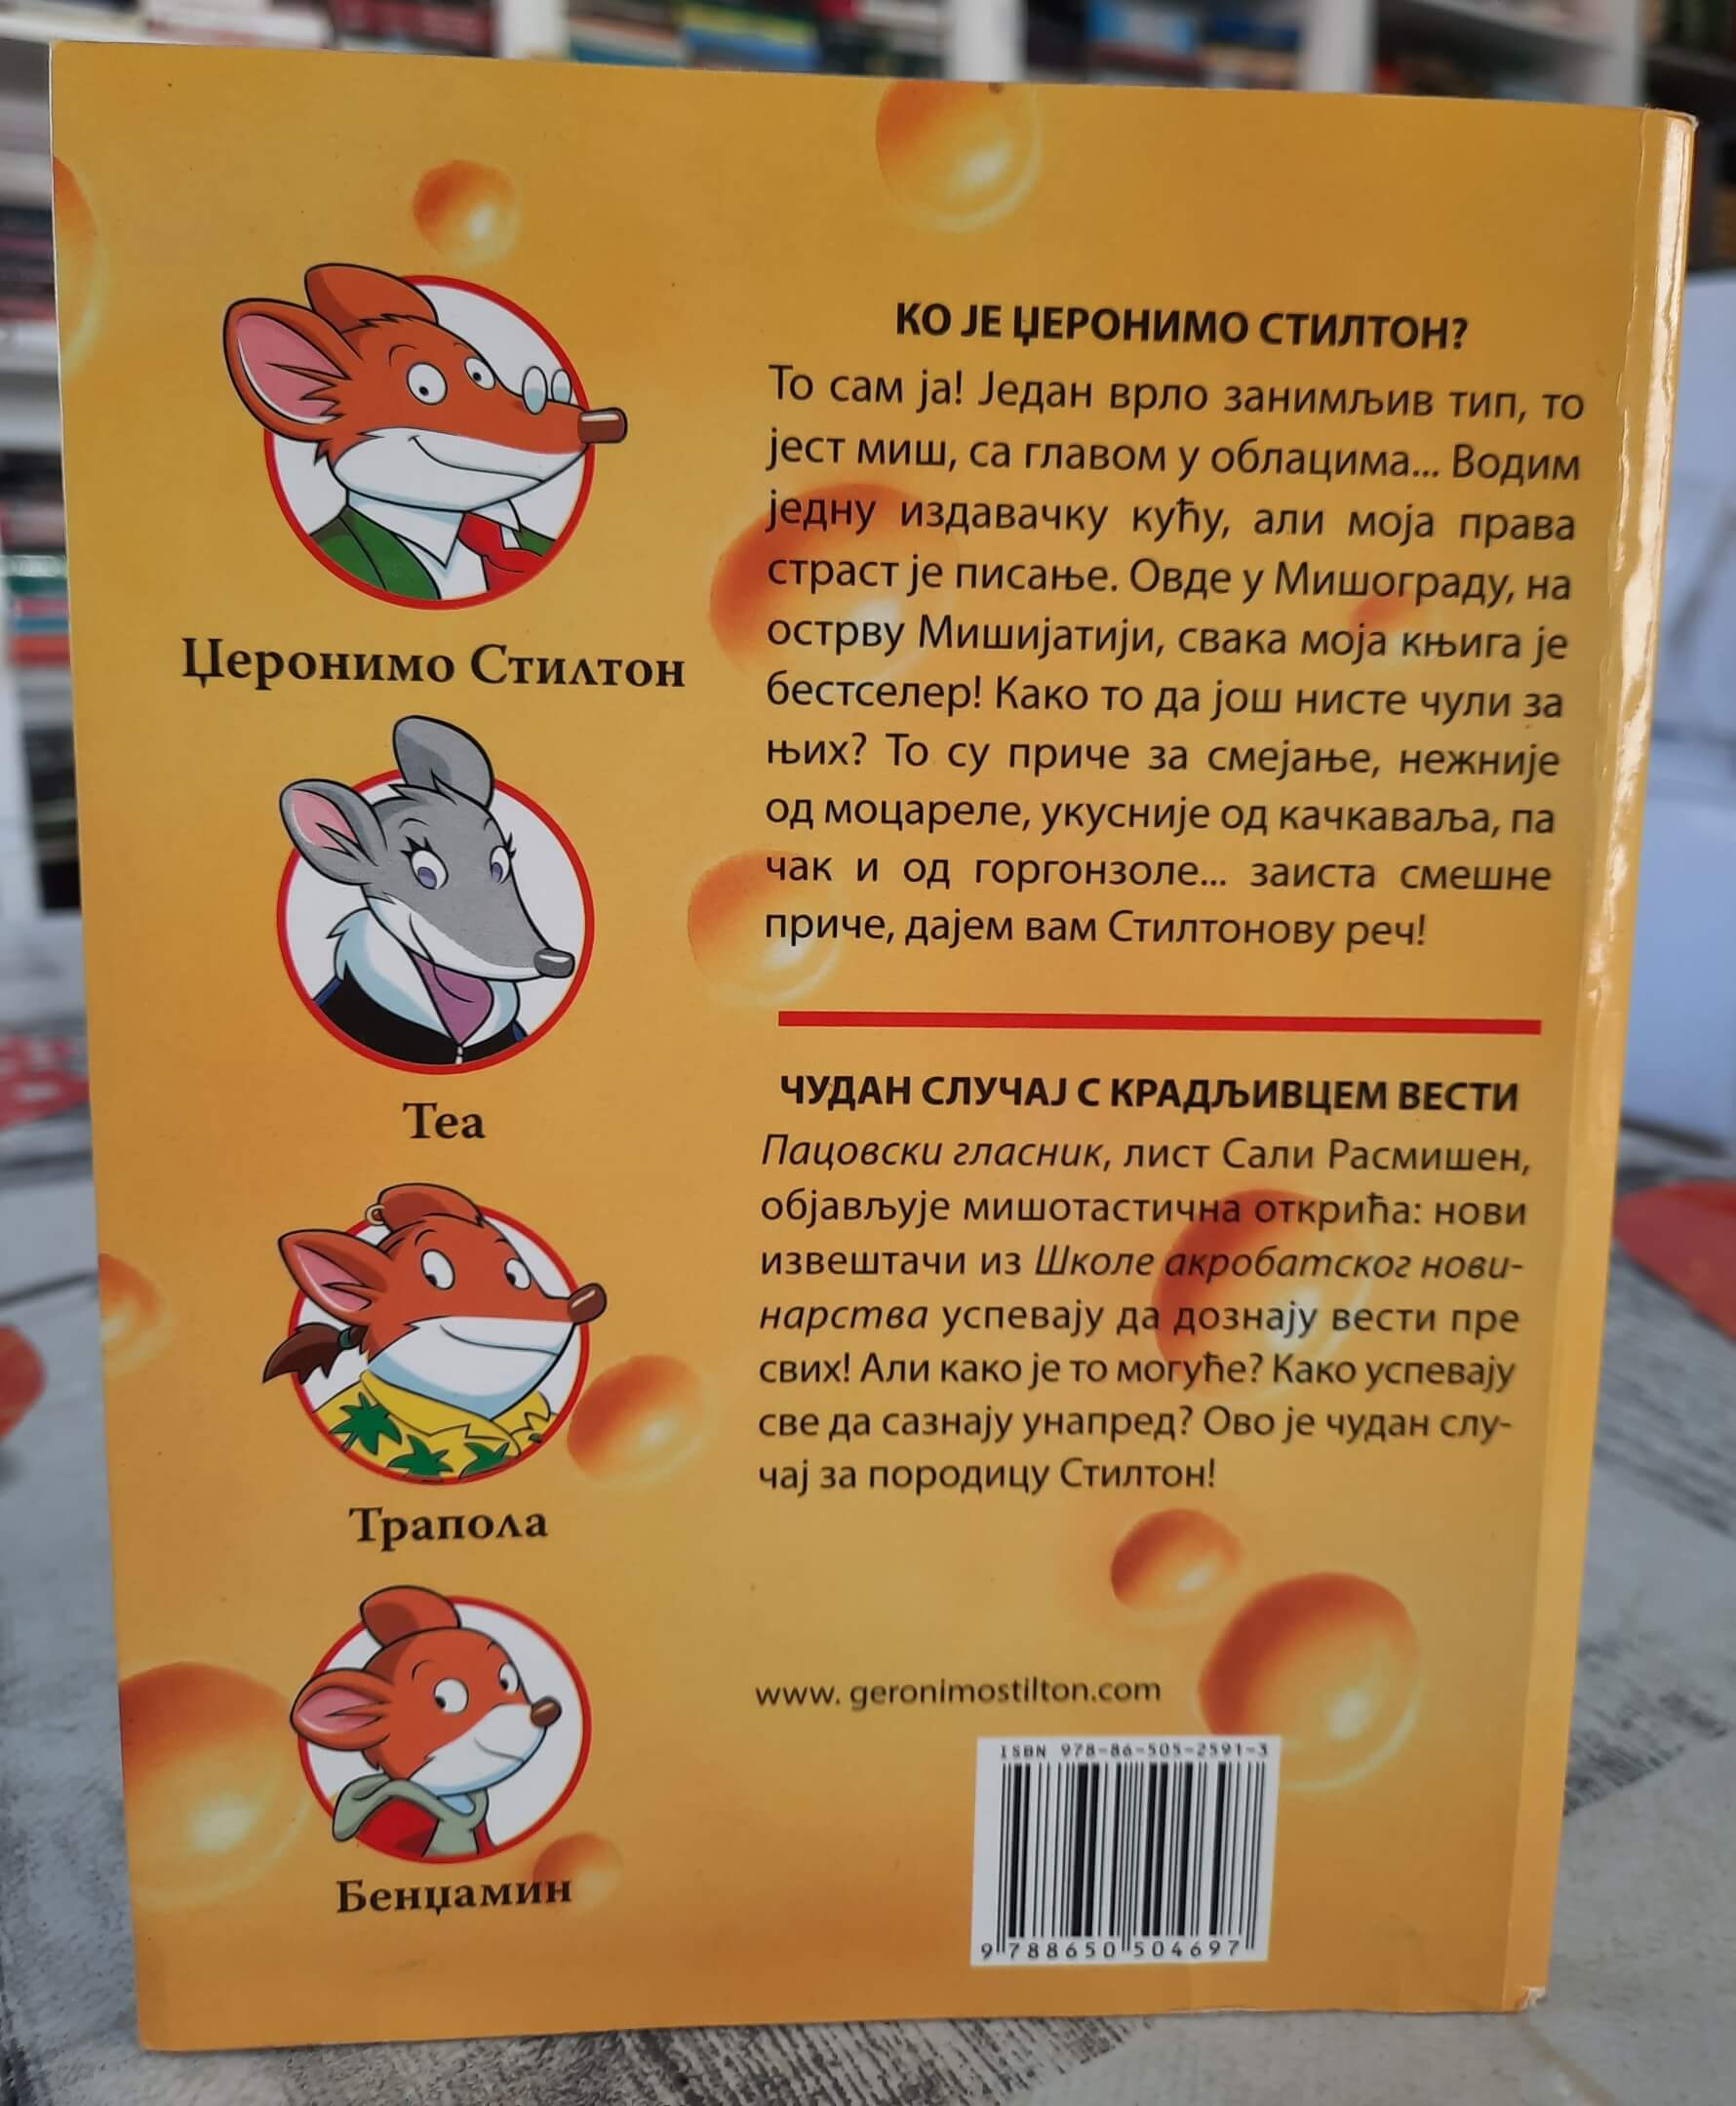 Џеронимо Стилтон
Теа
Трапола
Бенџамин
КО ЈЕ ЏЕРОНИМО СТИЛТОН?
То сам ја! Један врло занимљив тип, то
јест миш, са главом у облацима... Водим
једну издавачку кућу, али моја права
страст је писање. Овде у Мишограду, на
острву Мишијатији, свака моја књига је
бестселер! Како то да још нисте чули за
њих? То су приче за смејање, нежније
од моцареле, укусније од качкаваља, па
чак и од горгонзоле... заиста смешне
приче, дајем вам Стилтонову реч!
ЧУДАН СЛУЧАЈ С КРАДЉИВЦЕМ ВЕСТИ
Пацовски гласник, лист Сали Расмишен,
објављује мишотастична открића: нови
извештачи из Школе акробатског нови-
нарства успевају да дознају вести пре
свих! Али како је то могуће? Како успевају
све да сазнају унапред? Ово је чудан слу-
чај за породицу Стилтон!
www. geronimostilton.com
ISBN 978-86-505-2591-3
9 788650 504697